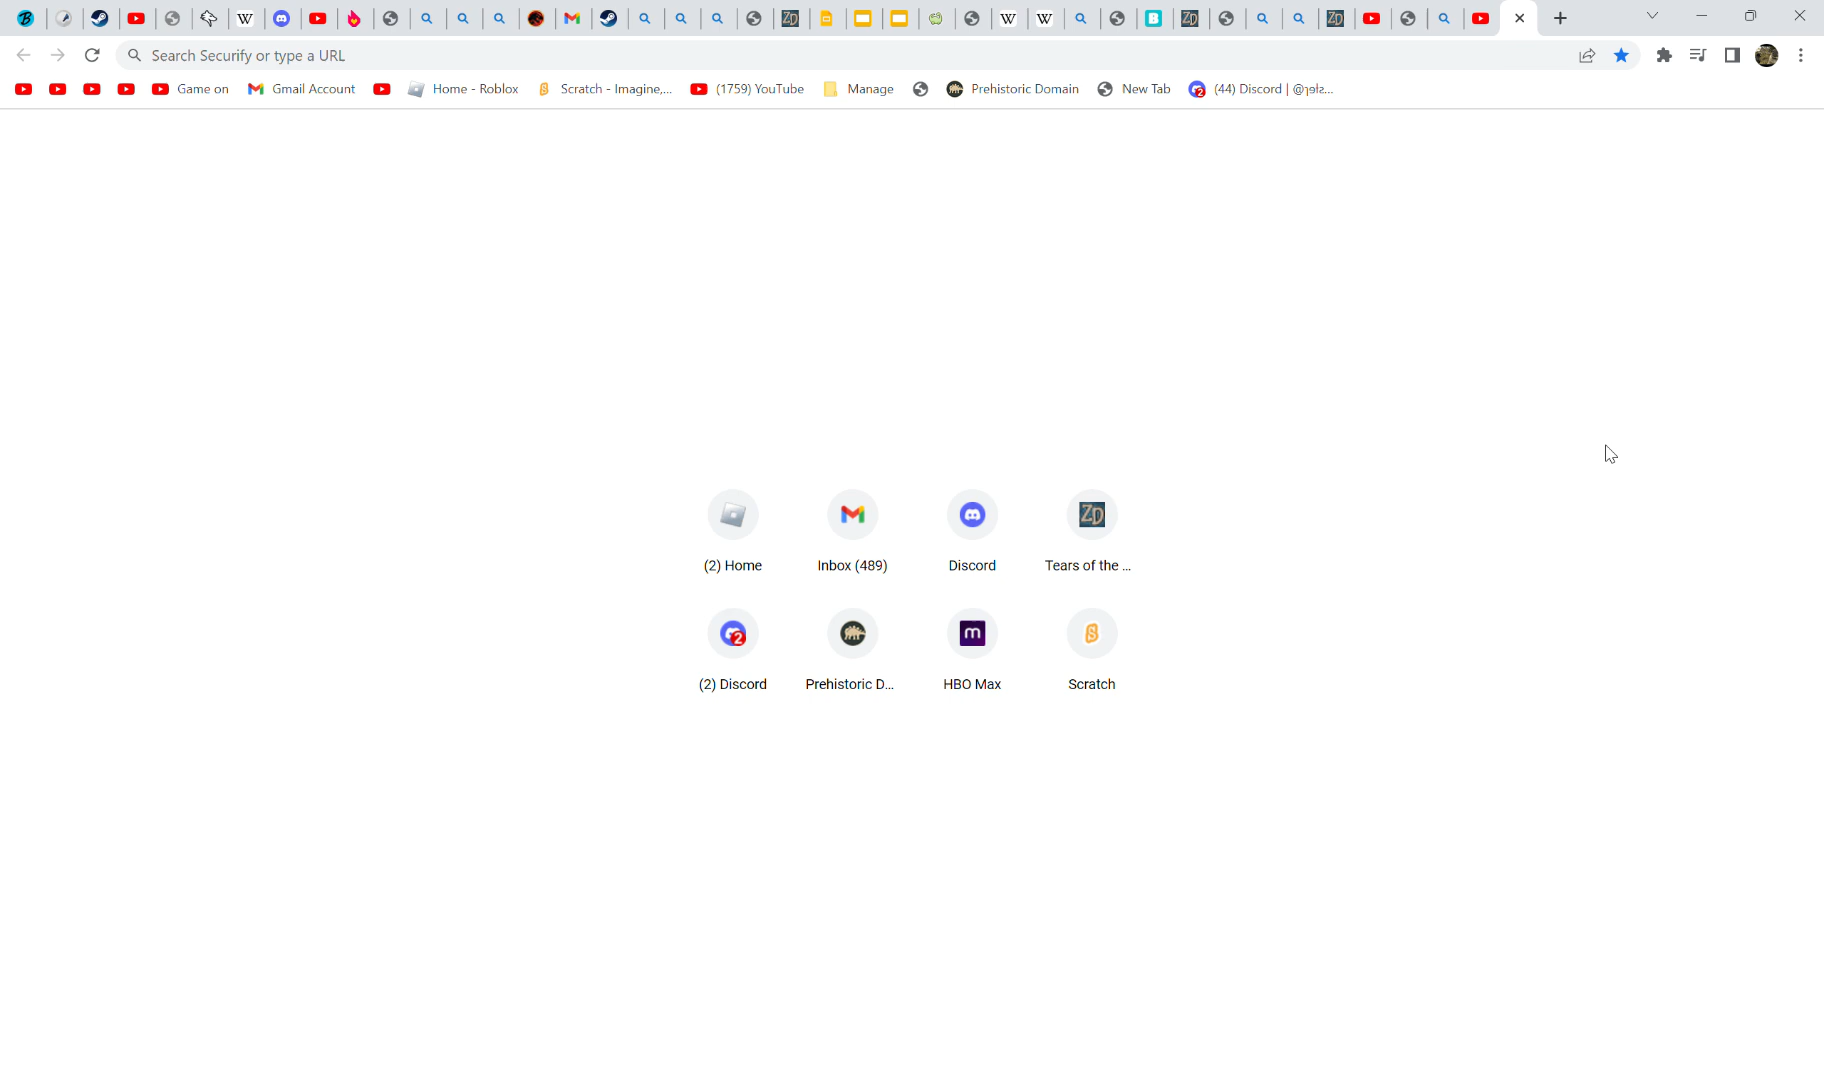 Search Securify or type a URL
Game on Gmail Account Home - Roblox Scratch - Imagine,... (1759) YouTube Manage Prehistoric Domain New Tab (44) Discord |
(2) Home Inbox (489) Discord Tears of the ...
(2) Discord Prehistoric D... HBO Max Scratch